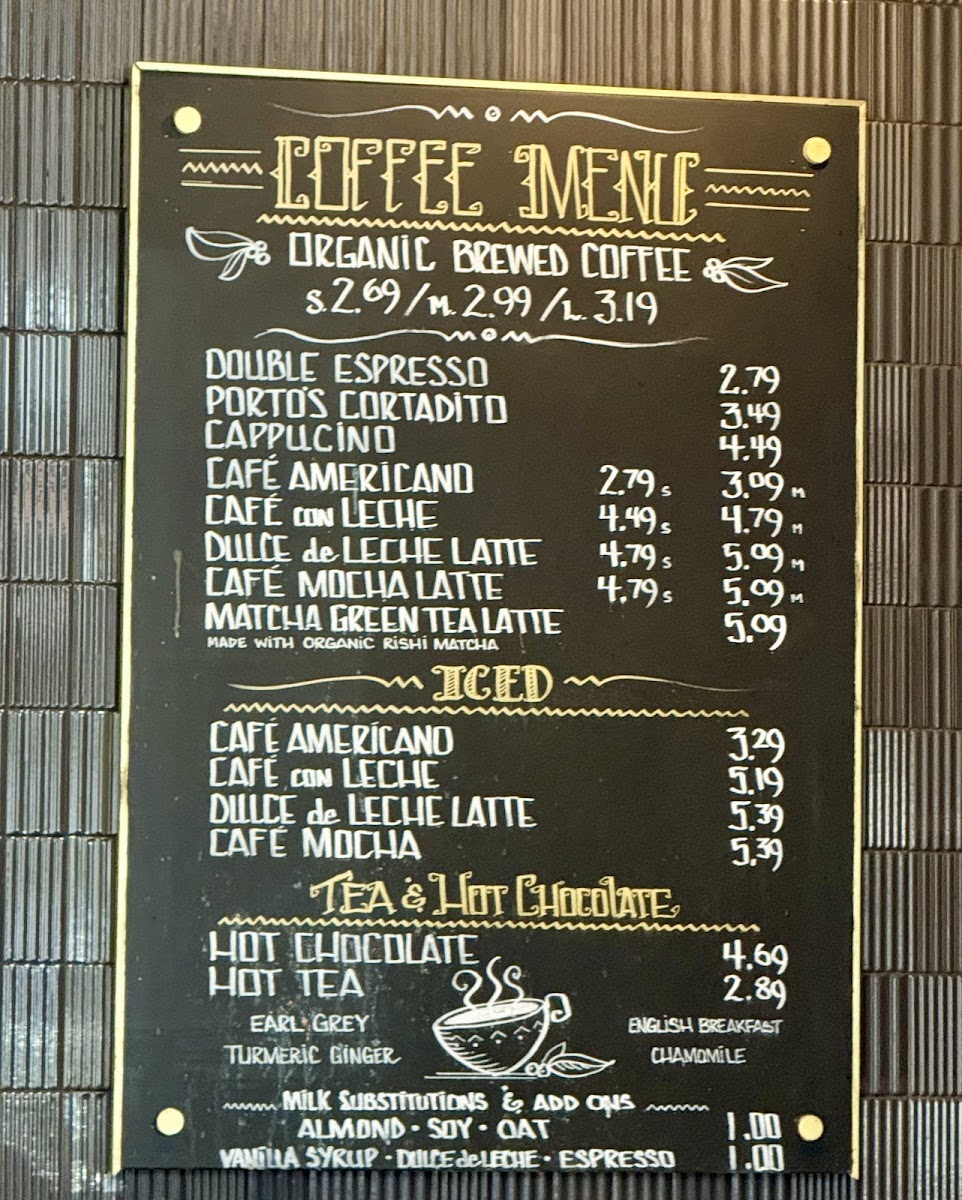 COFFEE MENU
ORGANIC BREWED COFFEE
S. 2.69 / M. 2.99 / L. 3.19
DOUBLE ESPRESSO 2.79
PORTO'S CORTADITO 3.49
CAPPUCINO 4.49
CAFÉ AMERICANO 2.79 S 3.09 M
CAFÉ CON LECHE 4.49 S 4.79 M
DULCE de LECHE LATTE 4.79 S 5.09 M
CAFÉ MOCHA LATTE 4.79 S 5.09 M
MATCHA GREEN TEA LATTE 5.09
MADE WITH ORGANIC RISHI MATCHA
ICED
CAFÉ AMERICANO 3.29
CAFÉ CON LECHE 5.19
DULCE de LECHE LATTE 5.39
CAFÉ MOCHA 5.39
TEA & HOT CHOCOLATE
HOT CHOCOLATE 4.69
HOT TEA 2.89
EARL GREY ENGLISH BREAKFAST
TURMERIC GINGER CHAMOMILE
MILK SUBSTITUTIONS & ADD ONS
ALMOND • SOY • OAT 1.00
VANILLA SYRUP • DULCE de LECHE • ESPRESSO 1.00